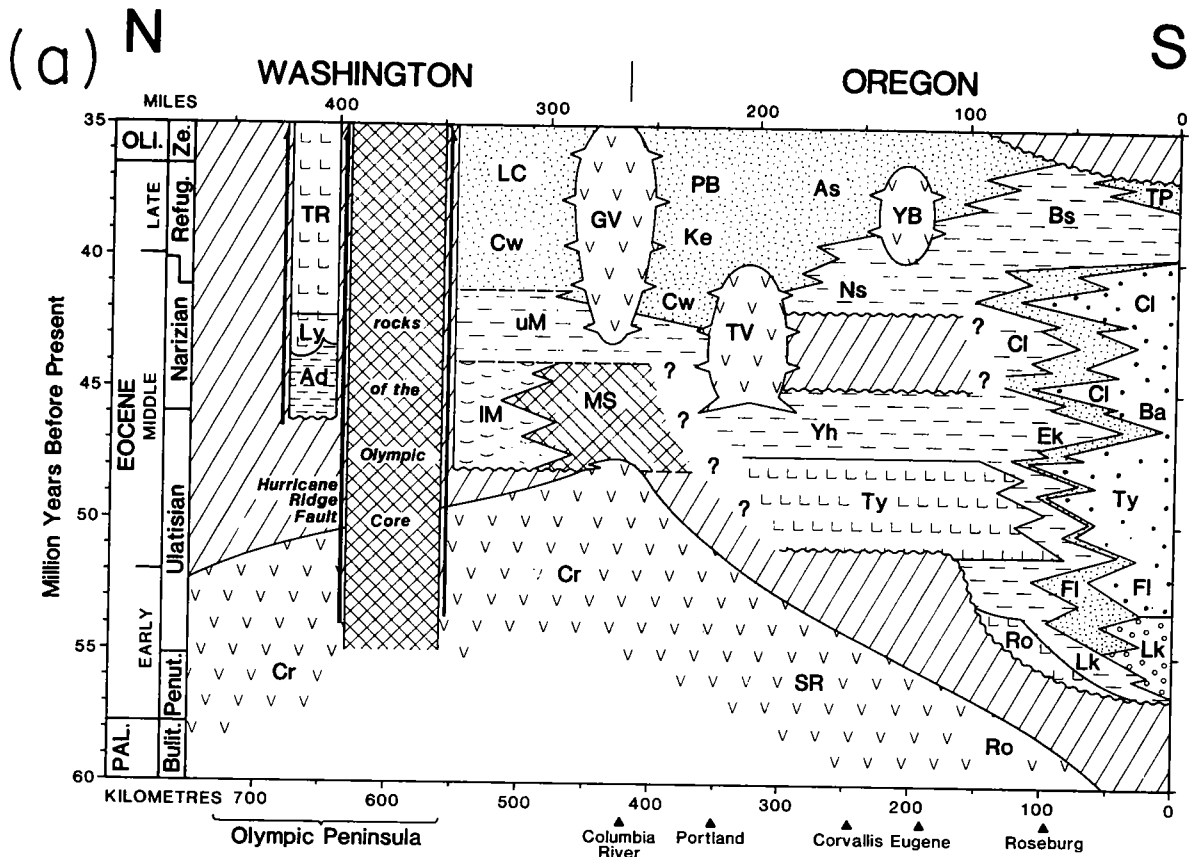 (a) N S
WASHINGTON OREGON
MILES 400 300 200 100 0
Million Years Before Present
35
40
45
50
55
60
OLI.
EOCENE
LATE
MIDDLE
EARLY
PAL.
Ze.
Refug.
Narizian
Ulatisian
Penut.
Bulit.
TR
Ly
Ad
Hurricane
Ridge
Fault
rocks
of the
Olympic
Core
LC
Cw
uM
lM
MS
GV
PB
Ke
Cw
TV
As
YB
Ns
Bs
TP
?
?
?
?
?
?
Cl
Cl
Cl
Ba
Yh
Ek
Ty
Ty
Fl
Fl
Ro
Lk
Lk
Cr
Cr
SR
Ro
KILOMETRES 700 600 500 400 300 200 100 0
Olympic Peninsula
Columbia
River
Portland
Corvallis Eugene
Roseburg